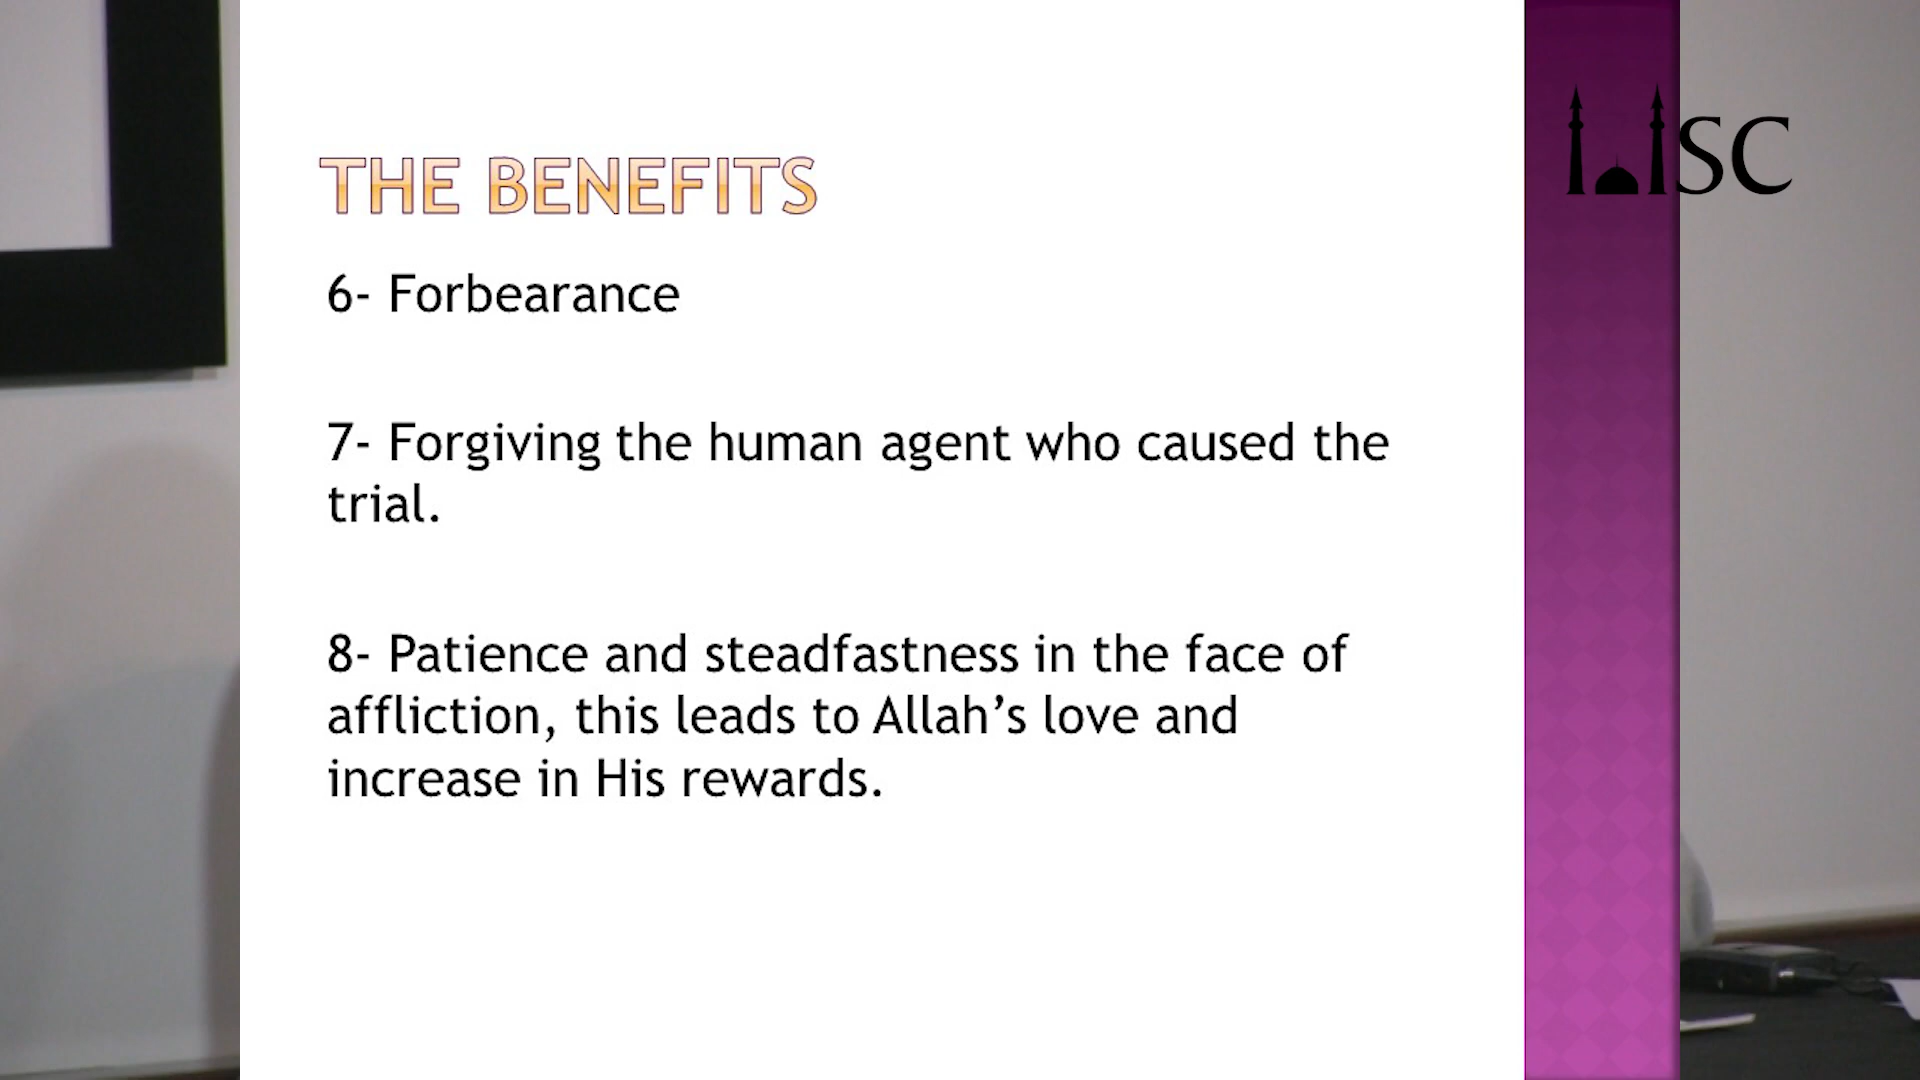 THE BENEFITS
6- Forbearance
7- Forgiving the human agent who caused the
trial.
8- Patience and steadfastness in the face of
affliction, this leads to Allah’s love and
increase in His rewards.
SC